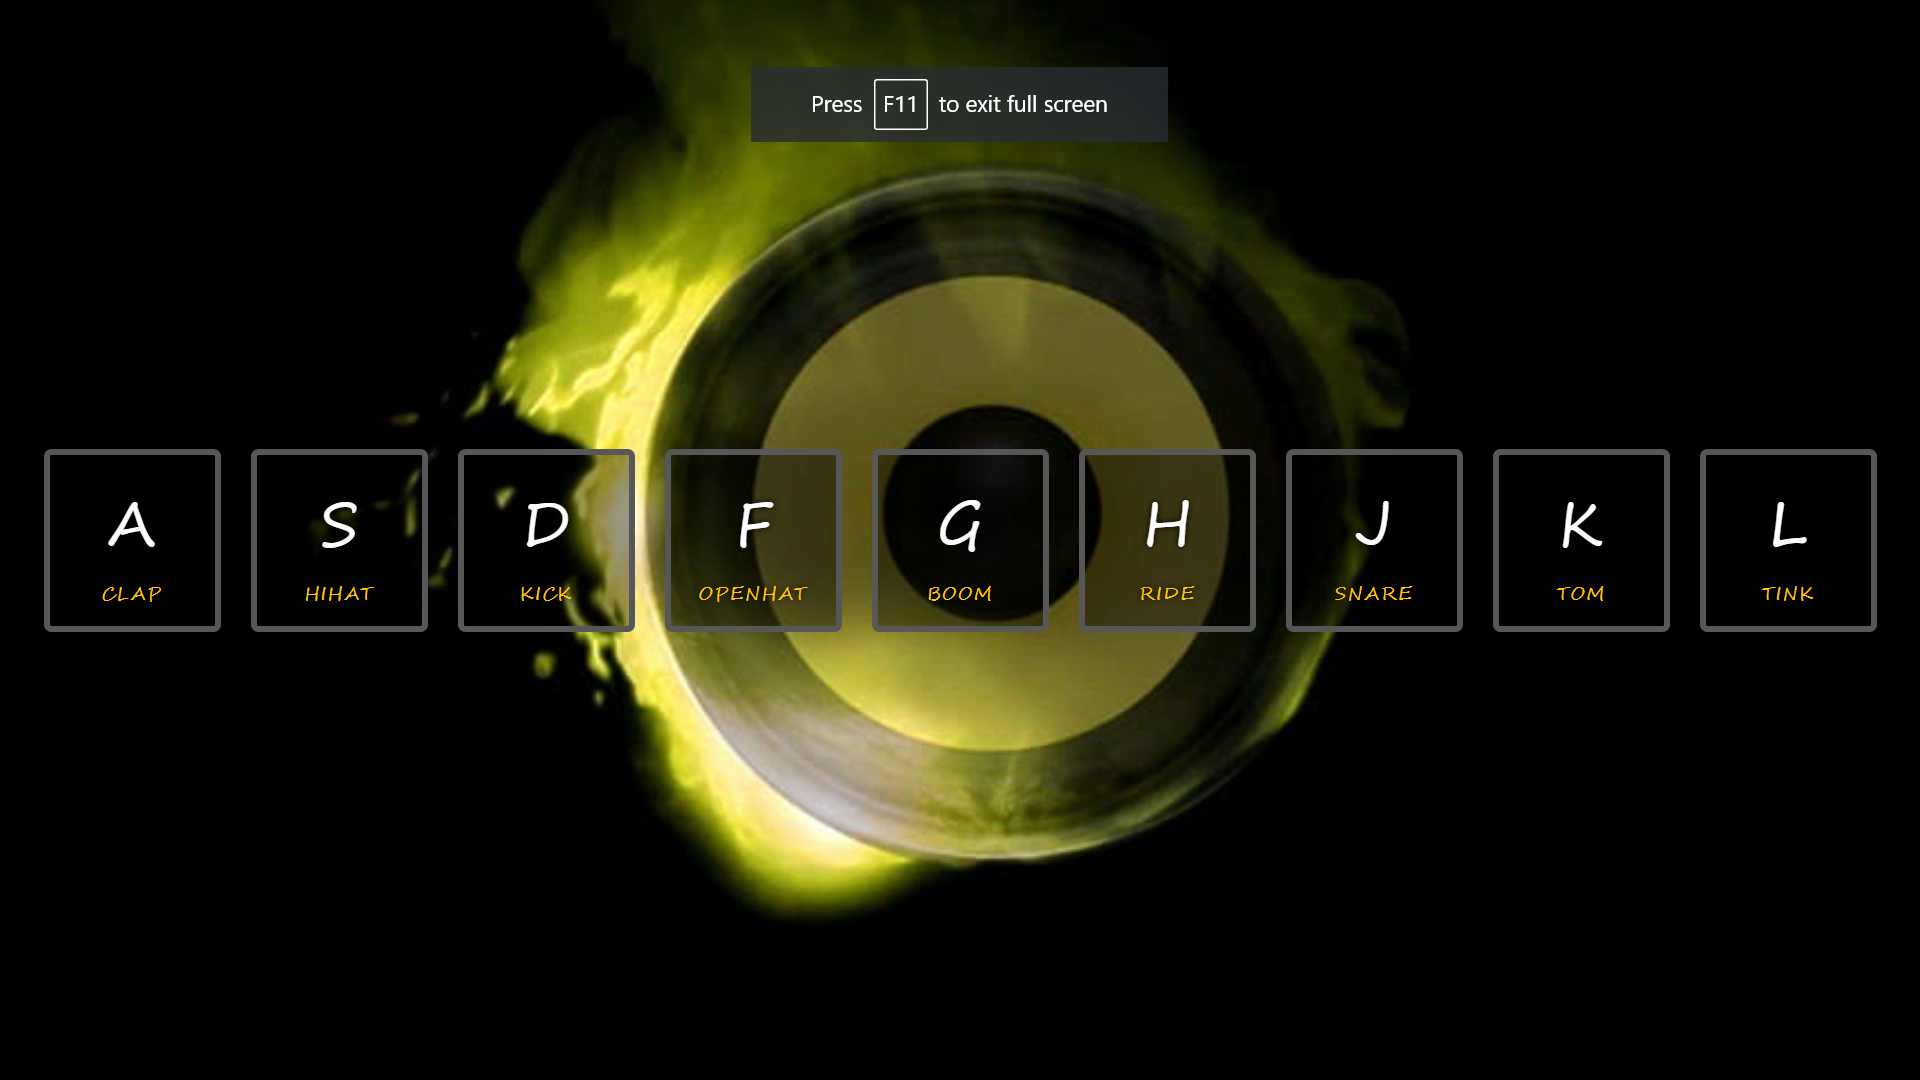 Press F11 to exit full screen
A S D F G H J K L
CLAP HIHAT KICK OPENHAT BOOM RIDE SNARE TOM TINK